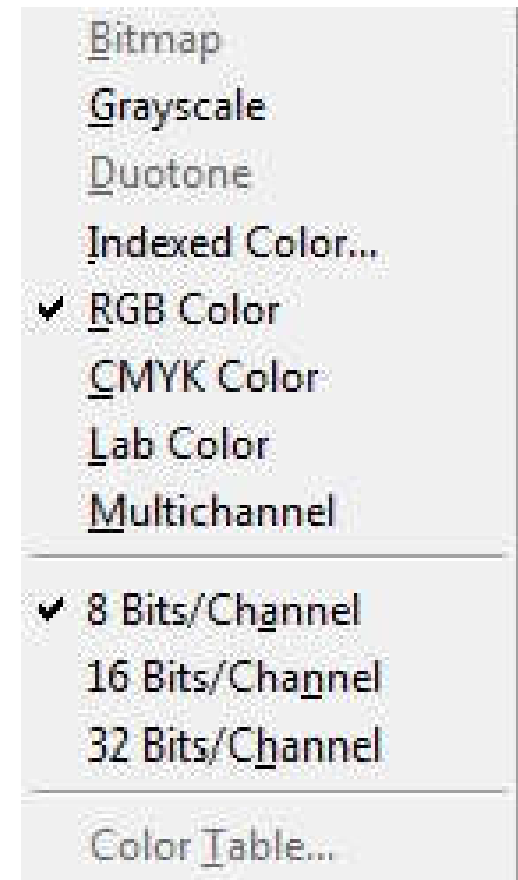 Bitmap
Grayscale
Duotone
Indexed Color...
RGB Color
CMYK Color
Lab Color
Multichannel
8 Bits/Channel
16 Bits/Channel
32 Bits/Channel
Color Table...